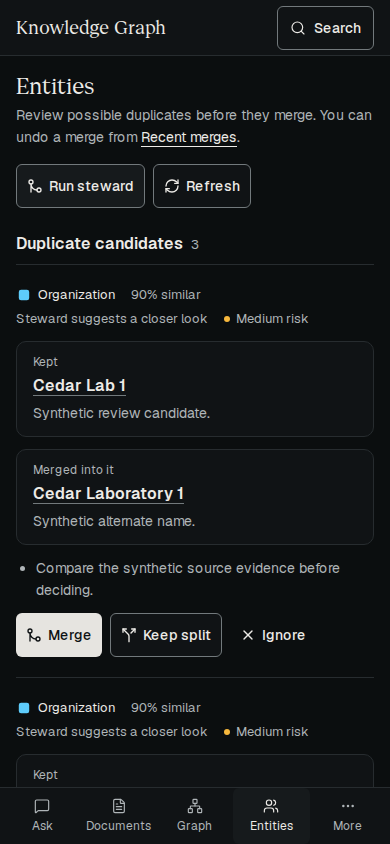 Knowledge Graph
Search
Entities
Review possible duplicates before they merge. You can
undo a merge from Recent merges.
Run steward
Refresh
Duplicate candidates 3
Organization 90% similar
Steward suggests a closer look Medium risk
Kept
Cedar Lab 1
Synthetic review candidate.
Merged into it
Cedar Laboratory 1
Synthetic alternate name.
Compare the synthetic source evidence before
deciding.
Merge
Keep split
Ignore
Organization 90% similar
Steward suggests a closer look Medium risk
Kept
Ask
Documents
Graph
Entities
More